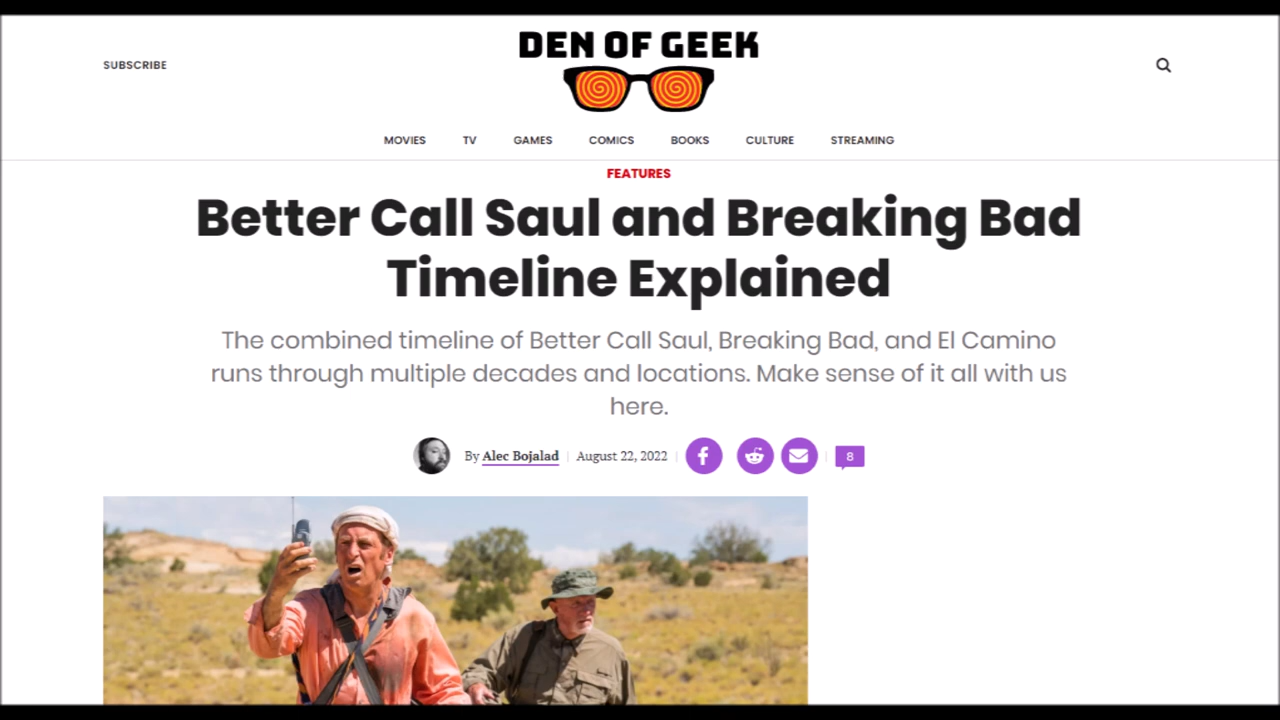 SUBSCRIBE
DEN OF GEEK
MOVIES TV GAMES COMICS BOOKS CULTURE STREAMING
FEATURES
Better Call Saul and Breaking Bad
Timeline Explained
The combined timeline of Better Call Saul, Breaking Bad, and El Camino
runs through multiple decades and locations. Make sense of it all with us
here.
By Alec Bojalad | August 22, 2022 | 8